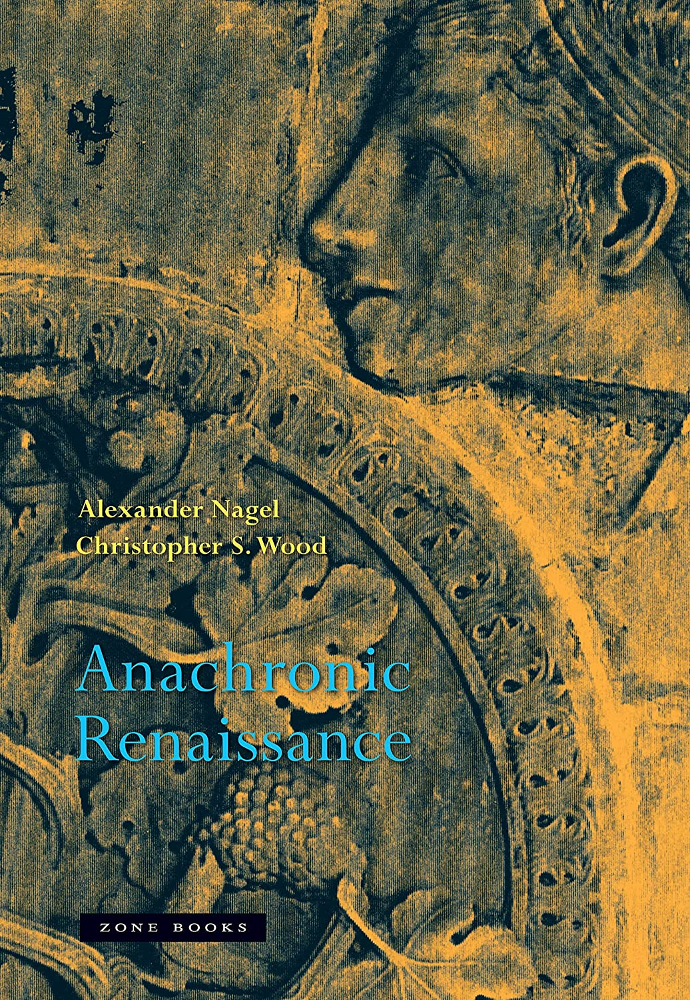 Alexander Nagel
Christopher S. Wood
Anachronic
Renaissance
ZONE BOOKS